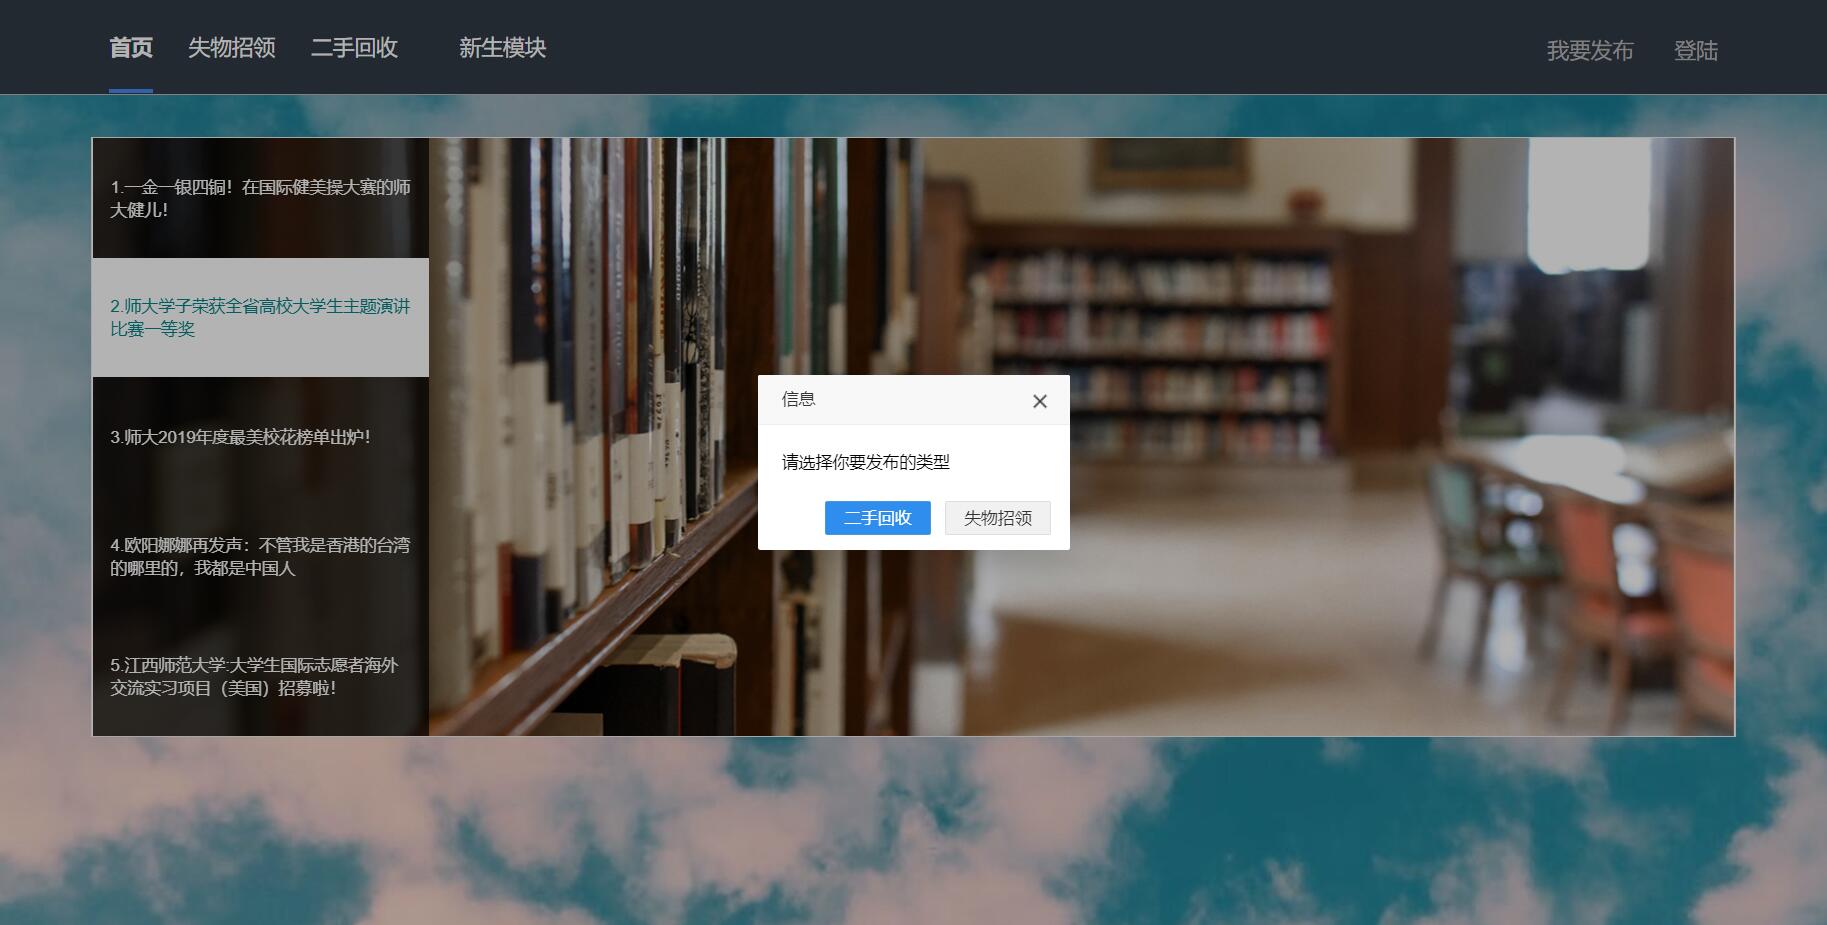 首页 失物招领 二手回收 新生模块 我要发布 登陆
1.一金一银四铜！在国际健美操大赛的师
大健儿！
2.师大学子荣获全省高校大学生主题演讲
比赛一等奖
3.师大2019年度最美校花榜单出炉！
4.欧阳娜娜再发声：不管我是香港的台湾
的哪里的，我都是中国人
5.江西师范大学:大学生国际志愿者海外
交流实习项目（美国）招募啦！
信息
请选择你要发布的类型
二手回收 失物招领